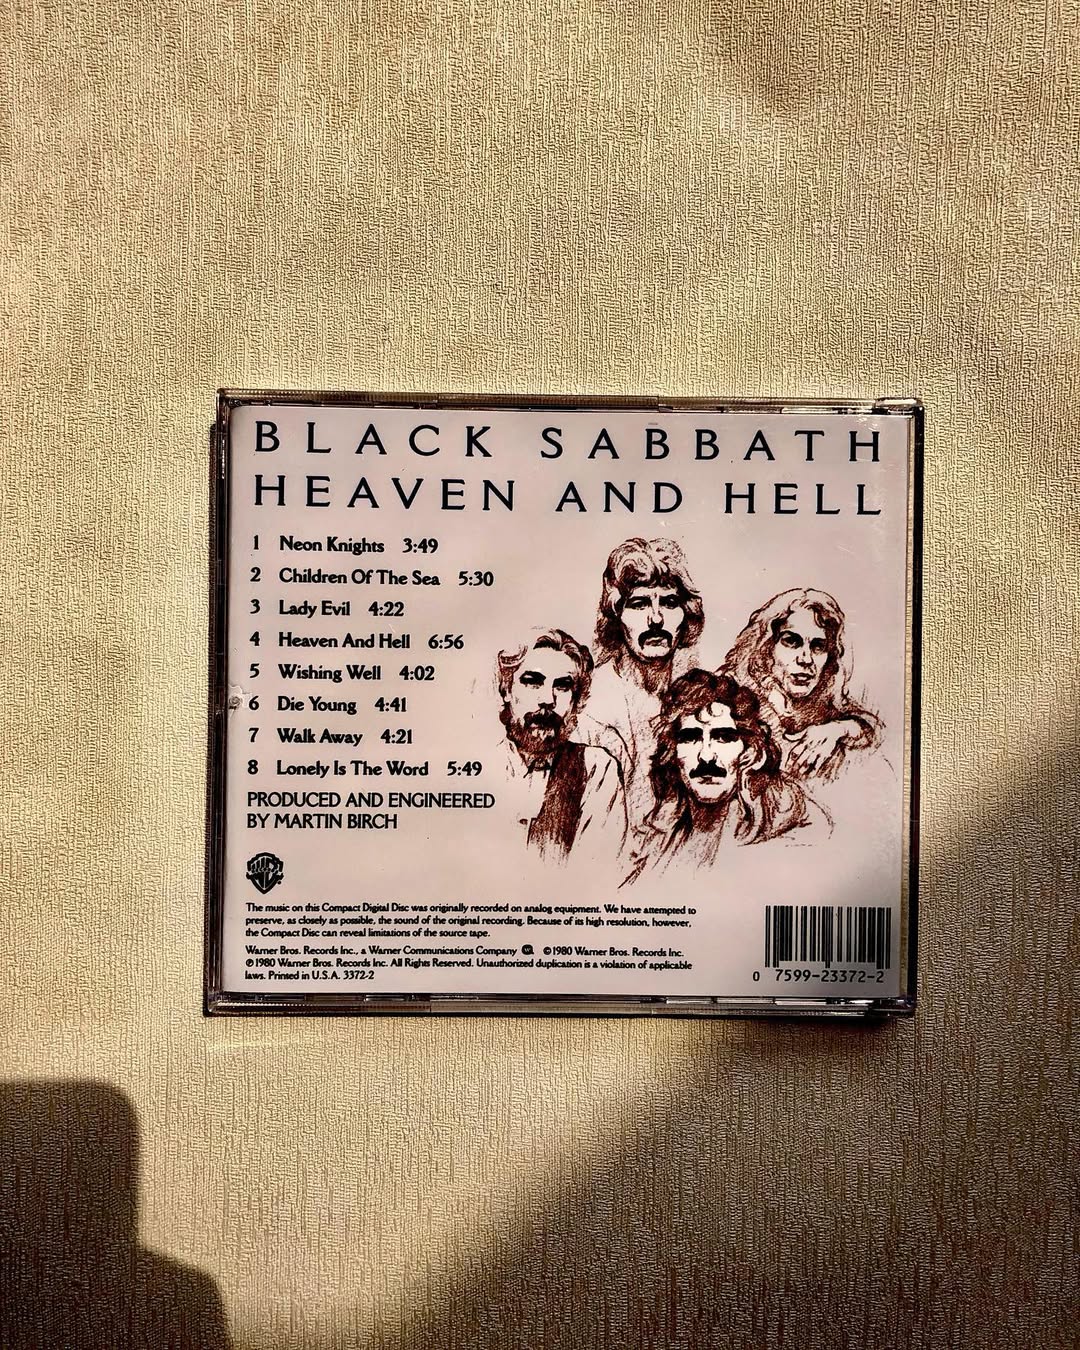 BLACK SABBATH
HEAVEN AND HELL
1 Neon Knights 3:49
2 Children Of The Sea 5:30
3 Lady Evil 4:22
4 Heaven And Hell 6:56
5 Wishing Well 4:02
6 Die Young 4:41
7 Walk Away 4:21
8 Lonely Is The Word 5:49
PRODUCED AND ENGINEERED
BY MARTIN BIRCH
The music on this Compact Digital Disc was originally recorded on analog equipment. We have attempted to
preserve, as closely as possible, the sound of the original recording. Because of its high resolution, however,
the Compact Disc can reveal limitations of the source tape.
Warner Bros. Records Inc., a Warner Communications Company ©1980 Warner Bros. Records Inc.
℗1980 Warner Bros. Records Inc. All Rights Reserved. Unauthorized duplication is a violation of applicable
laws. Printed in U.S.A. 3372-2
0 7599-23372-2